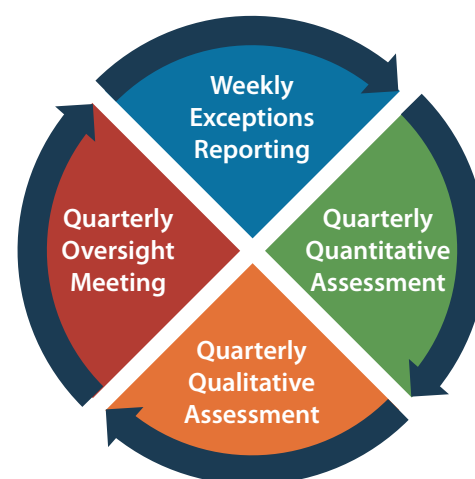 Weekly
Exceptions
Reporting
Quarterly
Quantitative
Assessment
Quarterly
Qualitative
Assessment
Quarterly
Oversight
Meeting